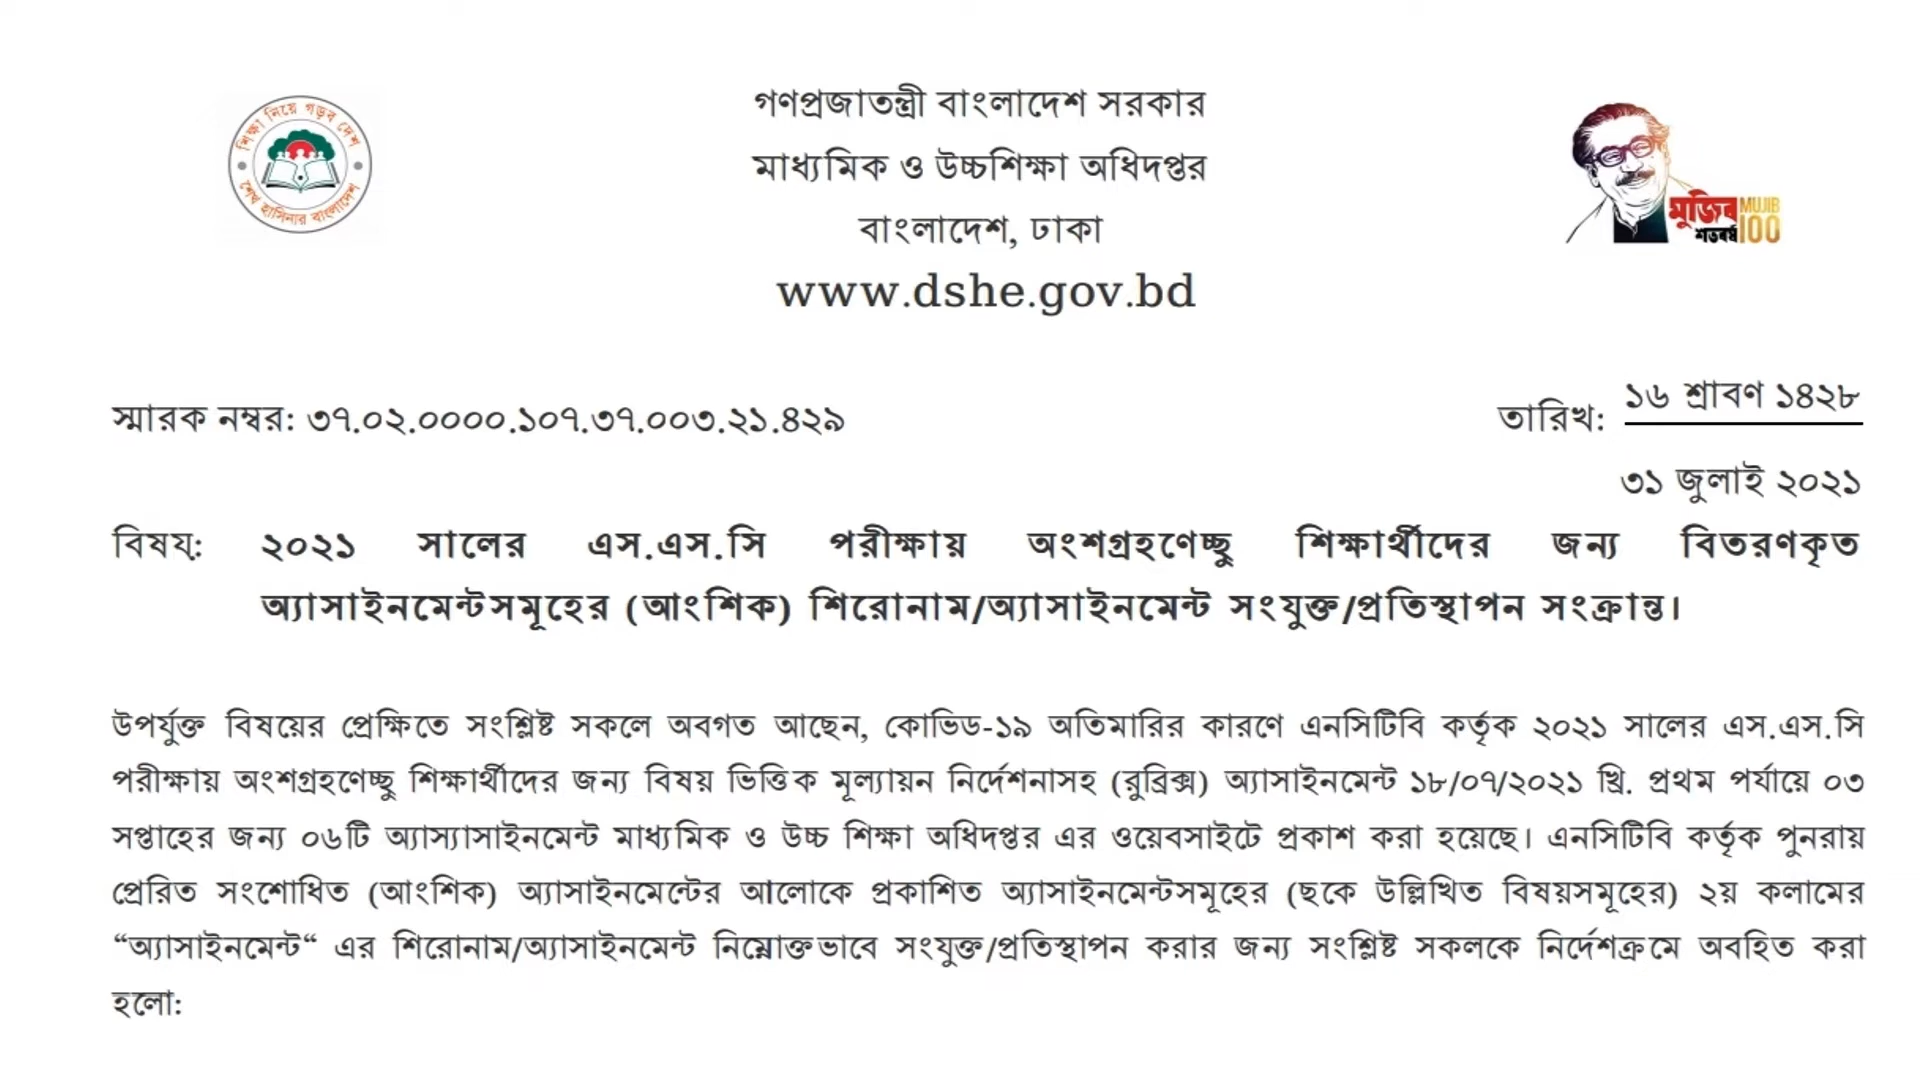 শিক্ষা নিয়ে গড়ব দেশ
শেখ হাসিনার বাংলাদেশ
গণপ্রজাতন্ত্রী বাংলাদেশ সরকার
মাধ্যমিক ও উচ্চশিক্ষা অধিদপ্তর
বাংলাদেশ, ঢাকা
www.dshe.gov.bd
মুজিব MUJIB
শতবর্ষ 100
স্মারক নম্বর: ৩৭.০২.০০০০.১০৭.৩৭.০০৩.২১.৪২৯
তারিখ: ১৬ শ্রাবণ ১৪২৮
৩১ জুলাই ২০২১
বিষয়: ২০২১ সালের এস.এস.সি পরীক্ষায় অংশগ্রহণেচ্ছু শিক্ষার্থীদের জন্য বিতরণকৃত
অ্যাসাইনমেন্টসমূহের (আংশিক) শিরোনাম/অ্যাসাইনমেন্ট সংযুক্ত/প্রতিস্থাপন সংক্রান্ত।
উপর্যুক্ত বিষয়ের প্রেক্ষিতে সংশ্লিষ্ট সকলে অবগত আছেন, কোভিড-১৯ অতিমারির কারণে এনসিটিবি কর্তৃক ২০২১ সালের এস.এস.সি
পরীক্ষায় অংশগ্রহণেচ্ছু শিক্ষার্থীদের জন্য বিষয় ভিত্তিক মূল্যায়ন নির্দেশনাসহ (রুব্রিক্স) অ্যাসাইনমেন্ট ১৮/০৭/২০২১ খ্রি. প্রথম পর্যায়ে ০৩
সপ্তাহের জন্য ০৬টি অ্যাস্যাসাইনমেন্ট মাধ্যমিক ও উচ্চ শিক্ষা অধিদপ্তর এর ওয়েবসাইটে প্রকাশ করা হয়েছে। এনসিটিবি কর্তৃক পুনরায়
প্রেরিত সংশোধিত (আংশিক) অ্যাসাইনমেন্টের আলোকে প্রকাশিত অ্যাসাইনমেন্টসমূহের (ছকে উল্লিখিত বিষয়সমূহের) ২য় কলামের
“অ্যাসাইনমেন্ট“ এর শিরোনাম/অ্যাসাইনমেন্ট নিম্নোক্তভাবে সংযুক্ত/প্রতিস্থাপন করার জন্য সংশ্লিষ্ট সকলকে নির্দেশক্রমে অবহিত করা
হলো: